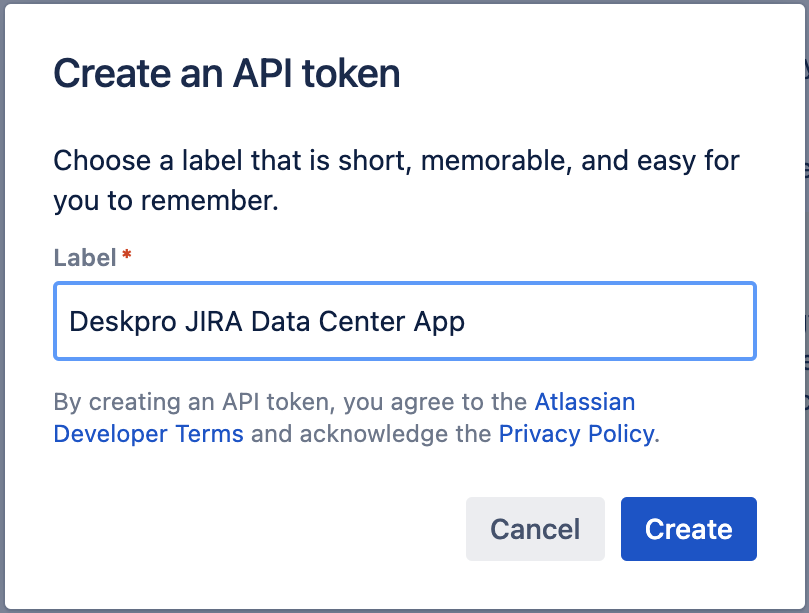 Create an API token
Choose a label that is short, memorable, and easy for
you to remember.
Label *
Deskpro JIRA Data Center App
By creating an API token, you agree to the Atlassian
Developer Terms and acknowledge the Privacy Policy.
Cancel Create